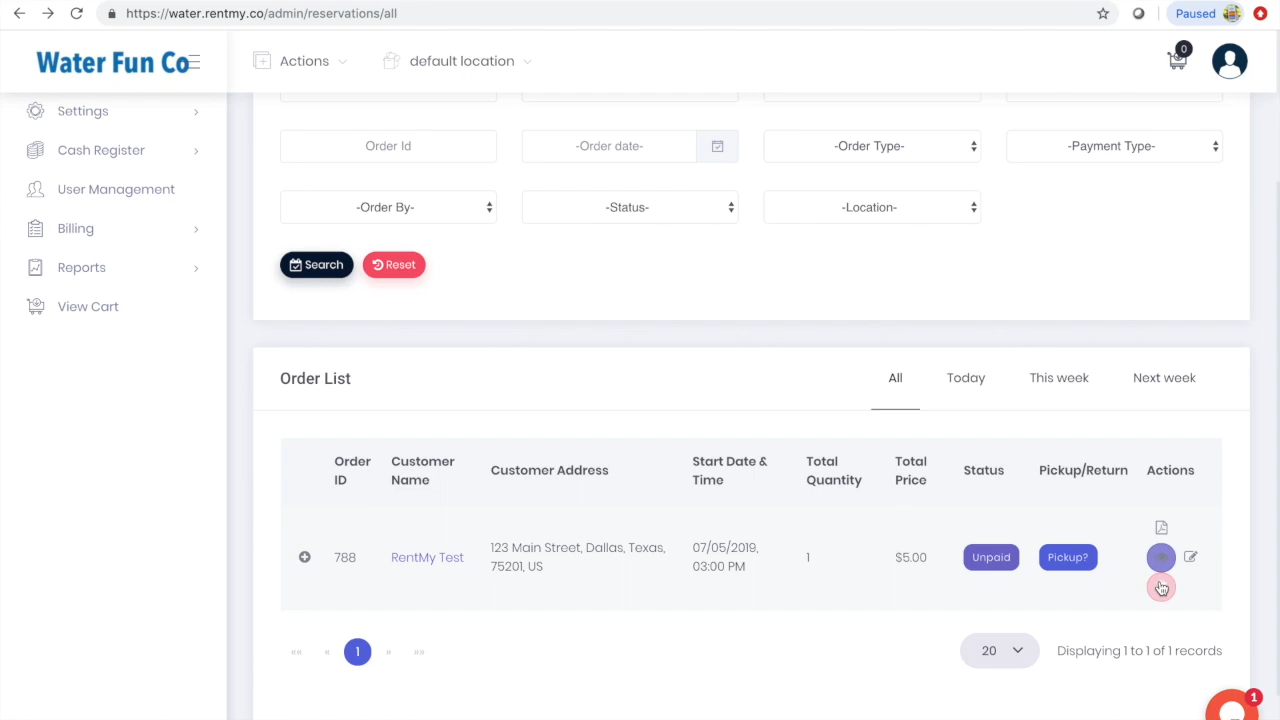 https://water.rentmy.co/admin/reservations/all
Paused
Water Fun Co
Actions
default location
0
Settings
Cash Register
User Management
Billing
Reports
View Cart
Order Id
-Order date-
-Order Type-
-Payment Type-
-Order By-
-Status-
-Location-
Search
Reset
Order List
All
Today
This week
Next week
Order ID
Customer Name
Customer Address
Start Date & Time
Total Quantity
Total Price
Status
Pickup/Return
Actions
788
RentMy Test
123 Main Street, Dallas, Texas, 75201, US
07/05/2019, 03:00 PM
1
$5.00
Unpaid
Pickup?
«« « 1 » »»
20
Displaying 1 to 1 of 1 records
1